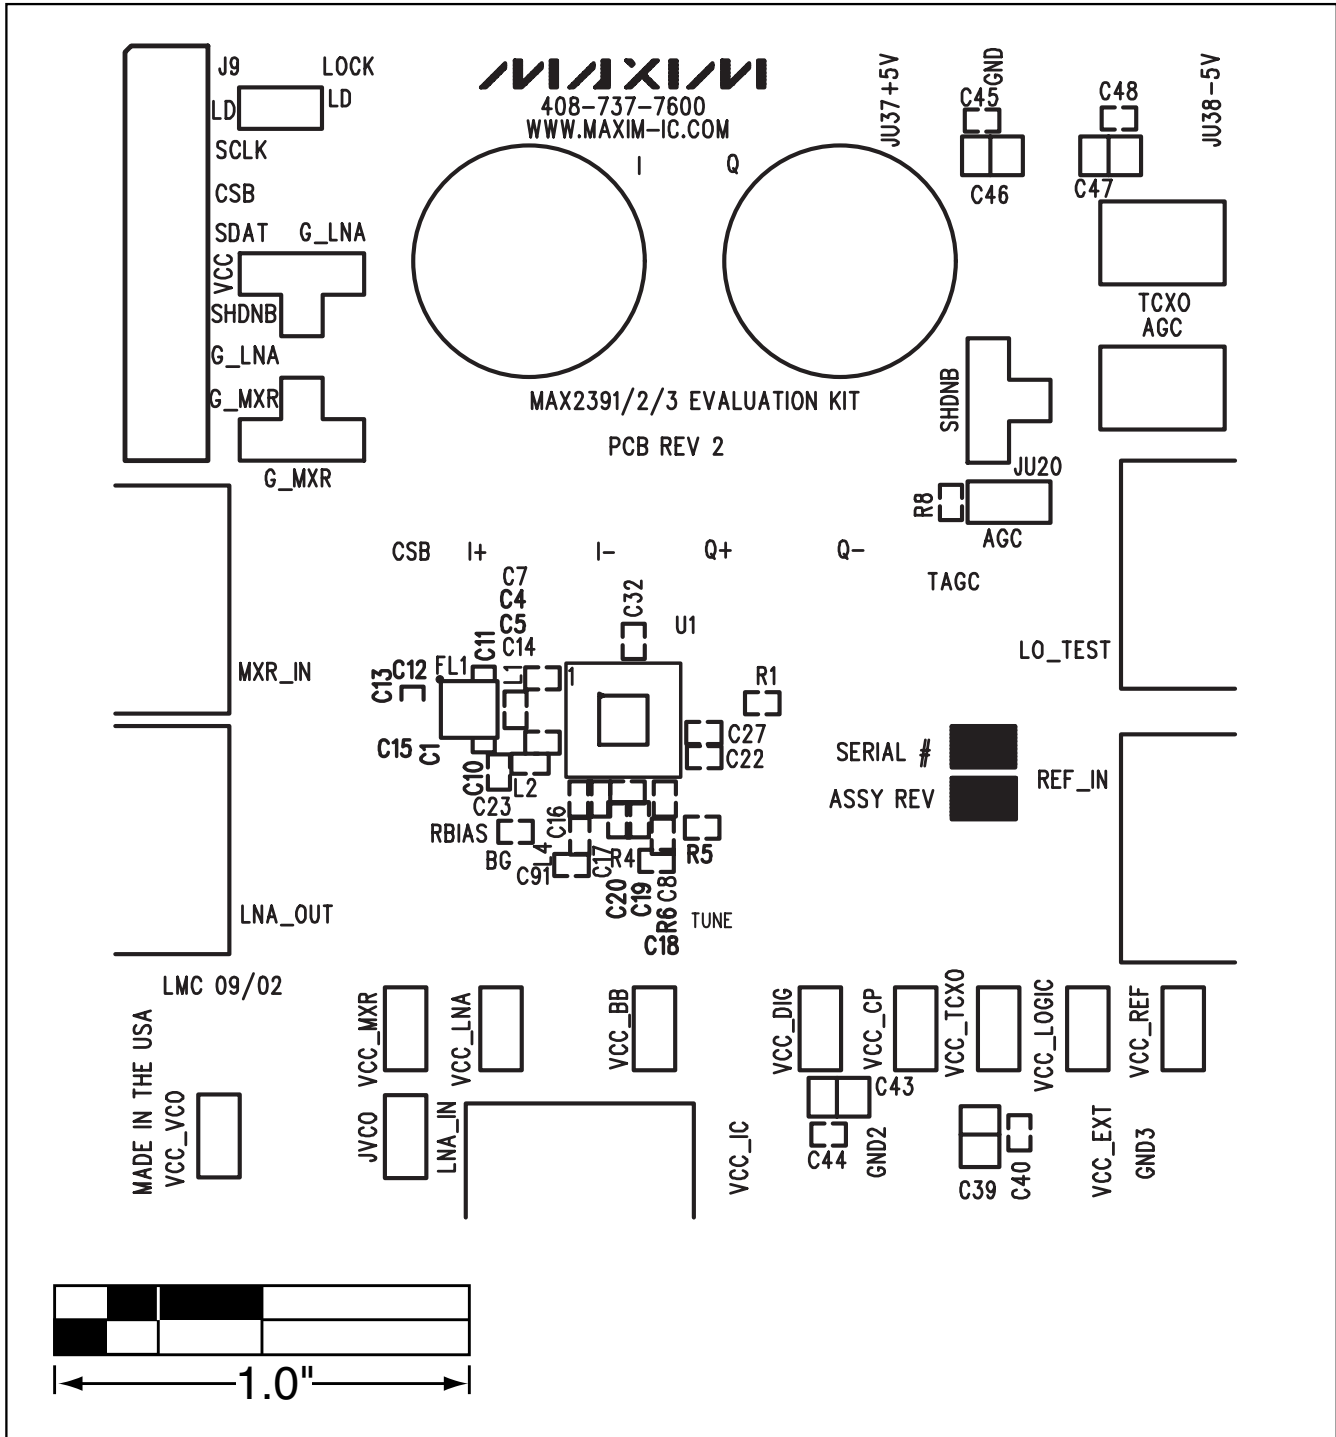 J9
LOCK
LD
LD
SCLK
CSB
SDAT
G_LNA
VCC
SHDNB
G_LNA
G_MXR
G_MXR
MAXIM
408-737-7600
WWW.MAXIM-IC.COM
I
Q
JU37+5V
GND
C45
C46
C48
C47
JU38-5V
TCXO
AGC
MAX2391/2/3 EVALUATION KIT
PCB REV 2
SHDNB
JU20
R8
AGC
TAGC
CSB
I+
I-
Q+
Q-
C7
C4
C5
C14
C11
C32
U1
LO_TEST
MXR_IN
C13
C12
FL1
L1
1
R1
C15
C1
C10
L2
C27
C22
SERIAL #
ASSY REV
REF_IN
C23
RBIAS
BG
C16
L4
C91
C17
R4
R5
C20
C19
C8
R6
C18
TUNE
LNA_OUT
LMC 09/02
MADE IN THE USA
VCC_VCO
VCC_MXR
VCC_LNA
VCC_BB
VCC_DIG
VCC_CP
VCC_TCXO
VCC_LOGIC
VCC_REF
JVCO
LNA_IN
VCC_IC
C43
C44
GND2
C39
C40
VCC_EXT
GND3
1.0"